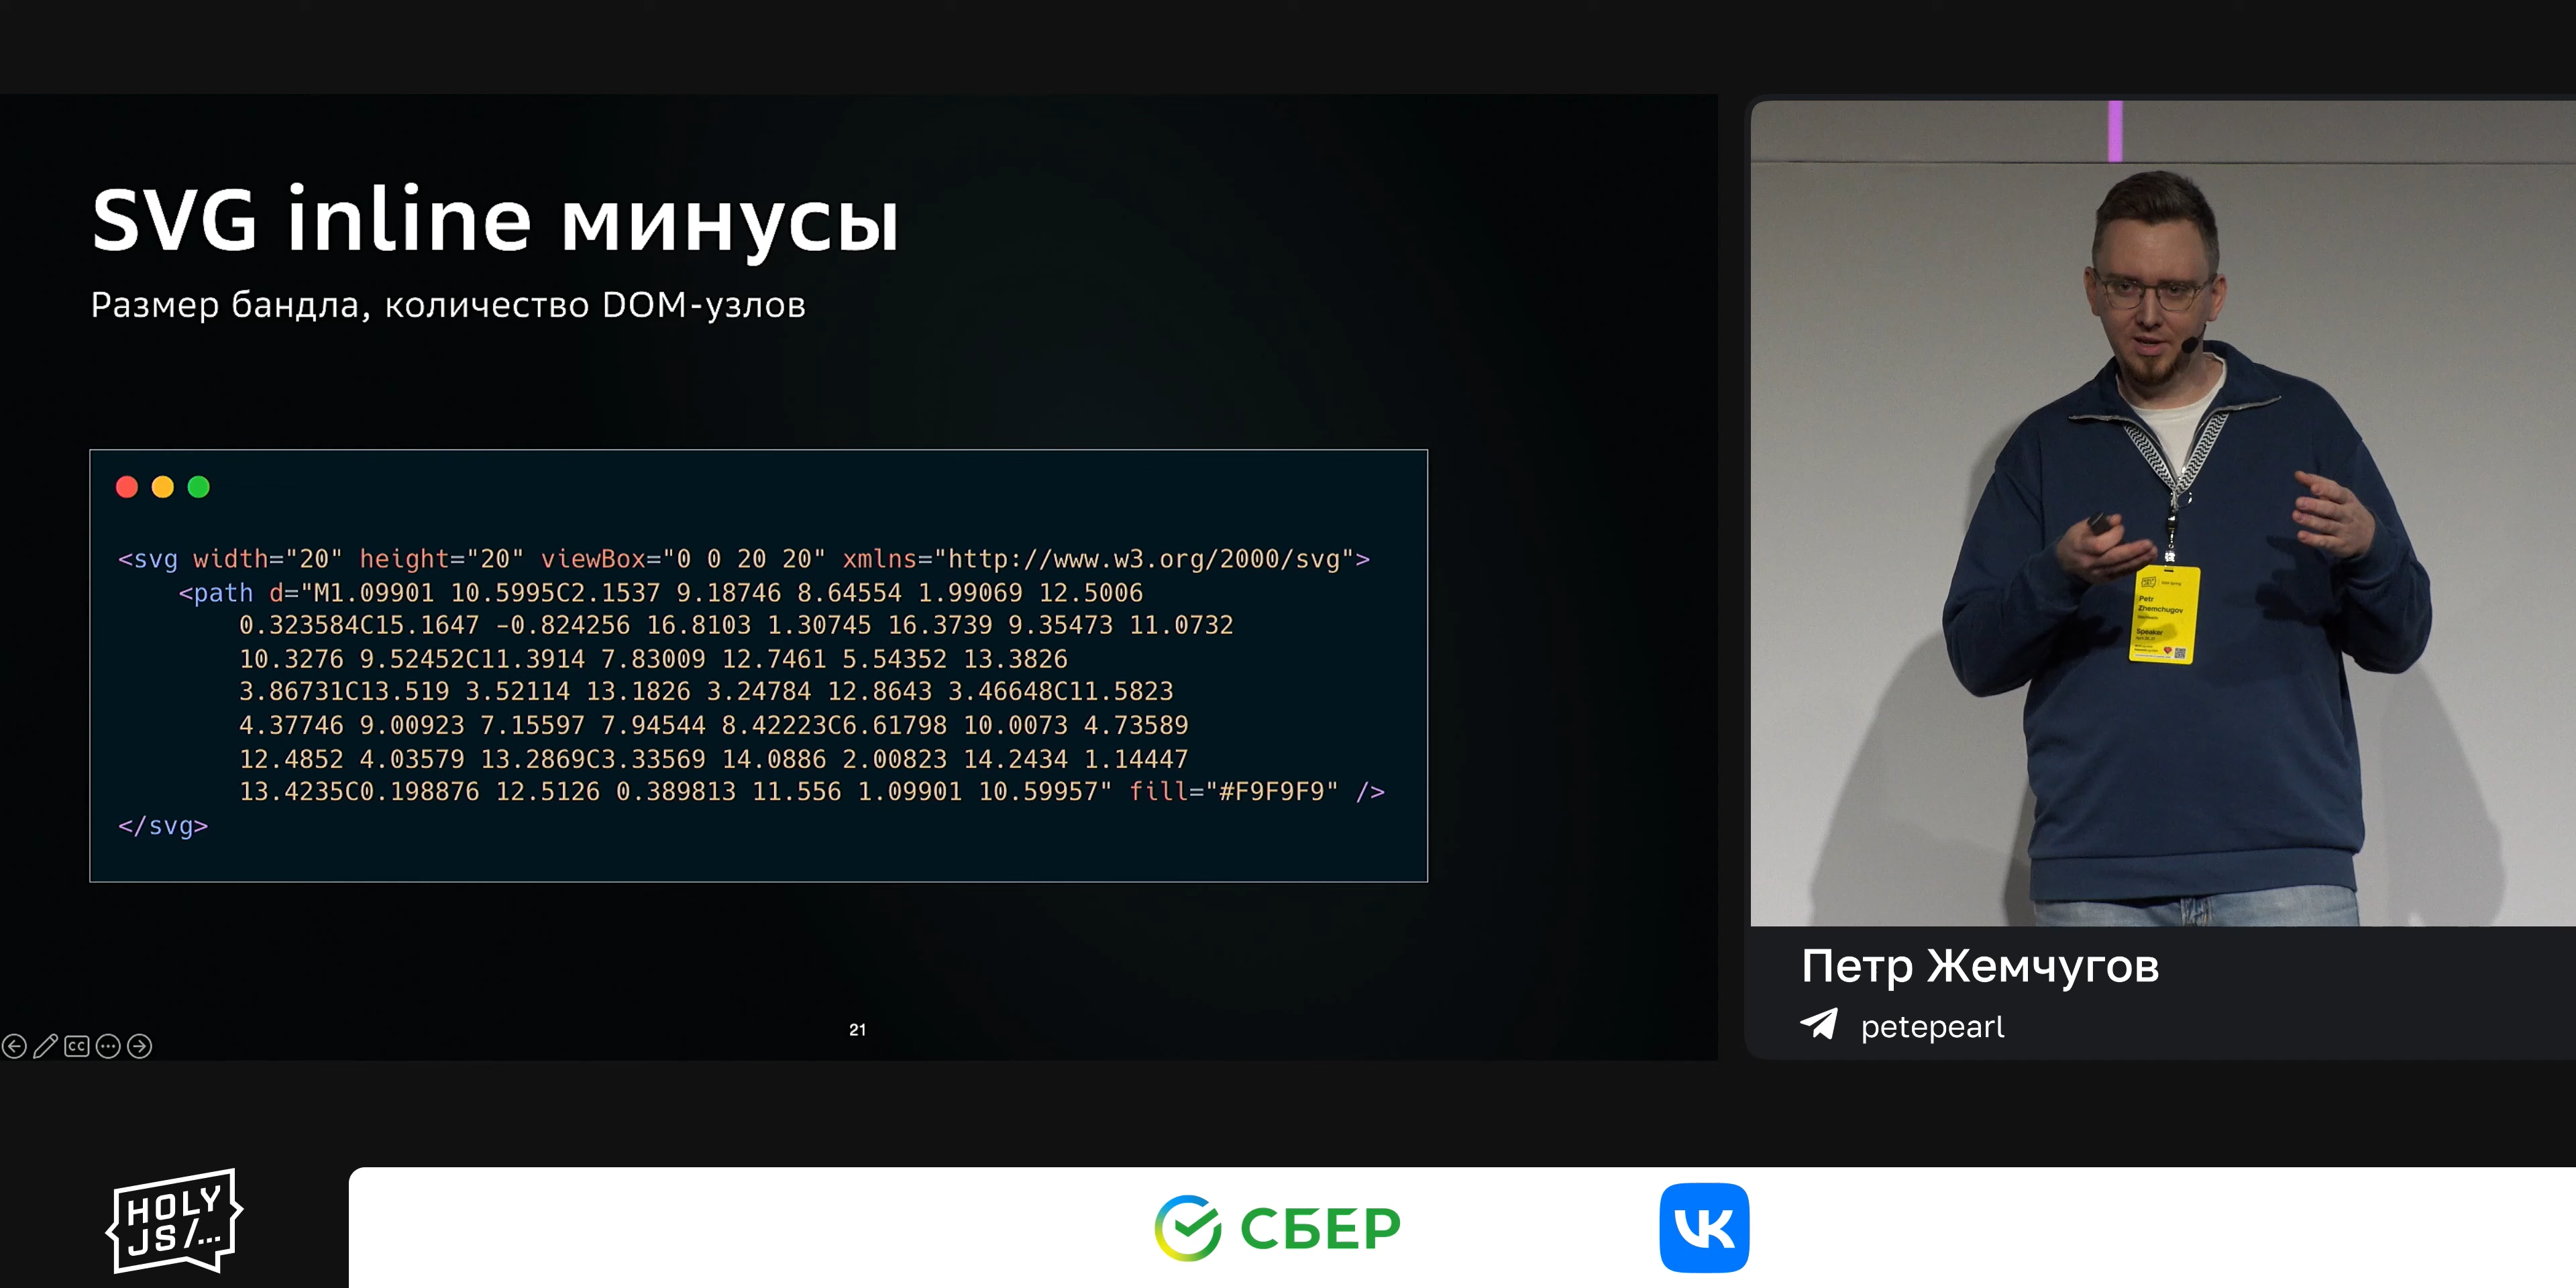 SVG inline минусы
Размер бандла, количество DOM-узлов
<svg width="20" height="20" viewBox="0 0 20 20" xmlns="http://www.w3.org/2000/svg">
<path d="M1.09901 10.5995C2.1537 9.18746 8.64554 1.99069 12.5006
0.323584C15.1647 -0.824256 16.8103 1.30745 16.3739 9.35473 11.0732
10.3276 9.52452C11.3914 7.83009 12.7461 5.54352 13.3826
3.86731C13.519 3.52114 13.1826 3.24784 12.8643 3.46648C11.5823
4.37746 9.00923 7.15597 7.94544 8.42223C6.61798 10.0073 4.73589
12.4852 4.03579 13.2869C3.33569 14.0886 2.00823 14.2434 1.14447
13.4235C0.198876 12.5126 0.389813 11.556 1.09901 10.59957" fill="#F9F9F9" />
</svg>
21
CC
Petr
Zhemchugov
Speaker
Петр Жемчугов
petepearl
HOLY
JS/...
СБЕР
VK